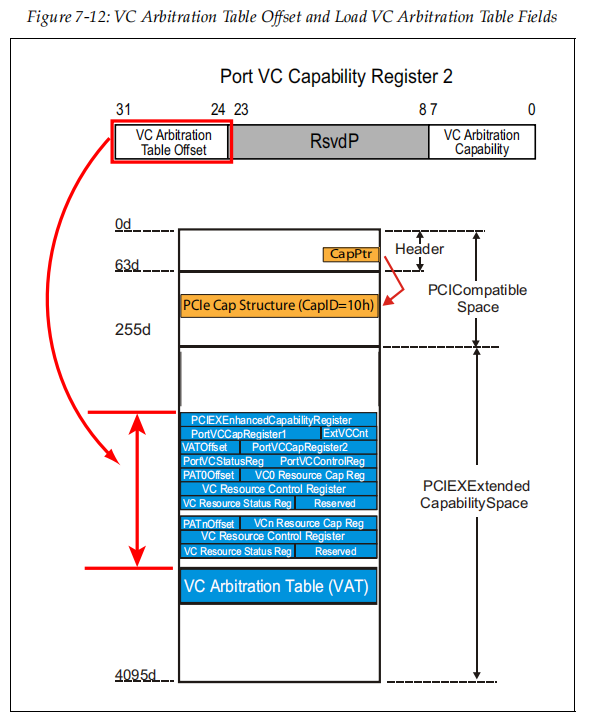 Figure 7-12: VC Arbitration Table Offset and Load VC Arbitration Table Fields
Port VC Capability Register 2
31 24 23 8 7 0
VC Arbitration
Table Offset
RsvdP
VC Arbitration
Capability
0d
CapPtr
Header
63d
PCICompatible
Space
PCIe Cap Structure (CapID=10h)
255d
PCIEXEnhancedCapabilityRegister
PortVCCapRegister1 ExtVCCnt
VATOffset PortVCCapRegister2
PortVCStatusReg PortVCControlReg
PAT0Offset VC0 Resource Cap Reg
VC Resource Control Register
VC Resource Status Reg Reserved
PATnOffset VCn Resource Cap Reg
VC Resource Control Register
VC Resource Status Reg Reserved
PCIEXExtended
CapabilitySpace
VC Arbitration Table (VAT)
4095d